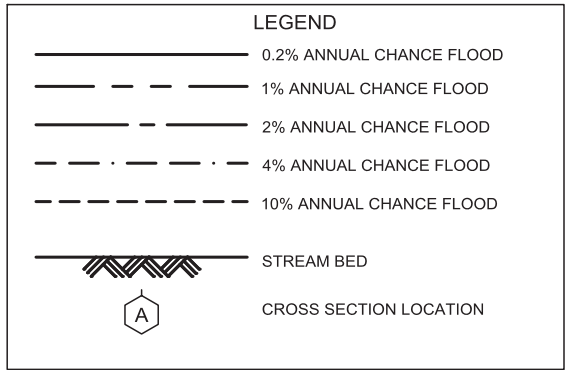 LEGEND
0.2% ANNUAL CHANCE FLOOD
1% ANNUAL CHANCE FLOOD
2% ANNUAL CHANCE FLOOD
4% ANNUAL CHANCE FLOOD
10% ANNUAL CHANCE FLOOD
STREAM BED
A CROSS SECTION LOCATION